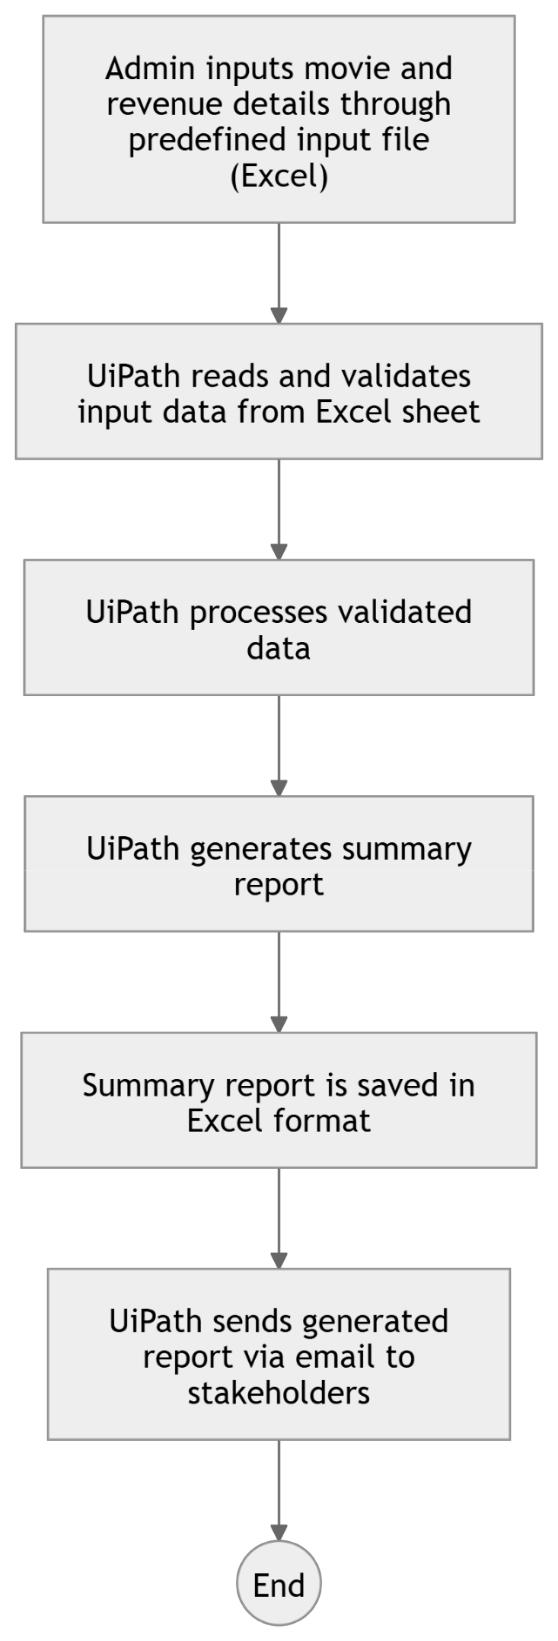 Admin inputs movie and
revenue details through
predefined input file
(Excel)
UiPath reads and validates
input data from Excel sheet
UiPath processes validated
data
UiPath generates summary
report
Summary report is saved in
Excel format
UiPath sends generated
report via email to
stakeholders
End